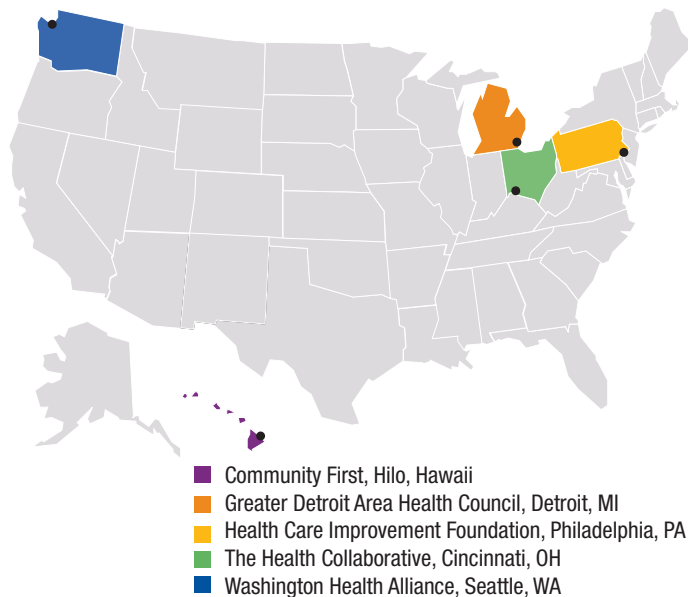 Community First, Hilo, Hawaii
Greater Detroit Area Health Council, Detroit, MI
Health Care Improvement Foundation, Philadelphia, PA
The Health Collaborative, Cincinnati, OH
Washington Health Alliance, Seattle, WA